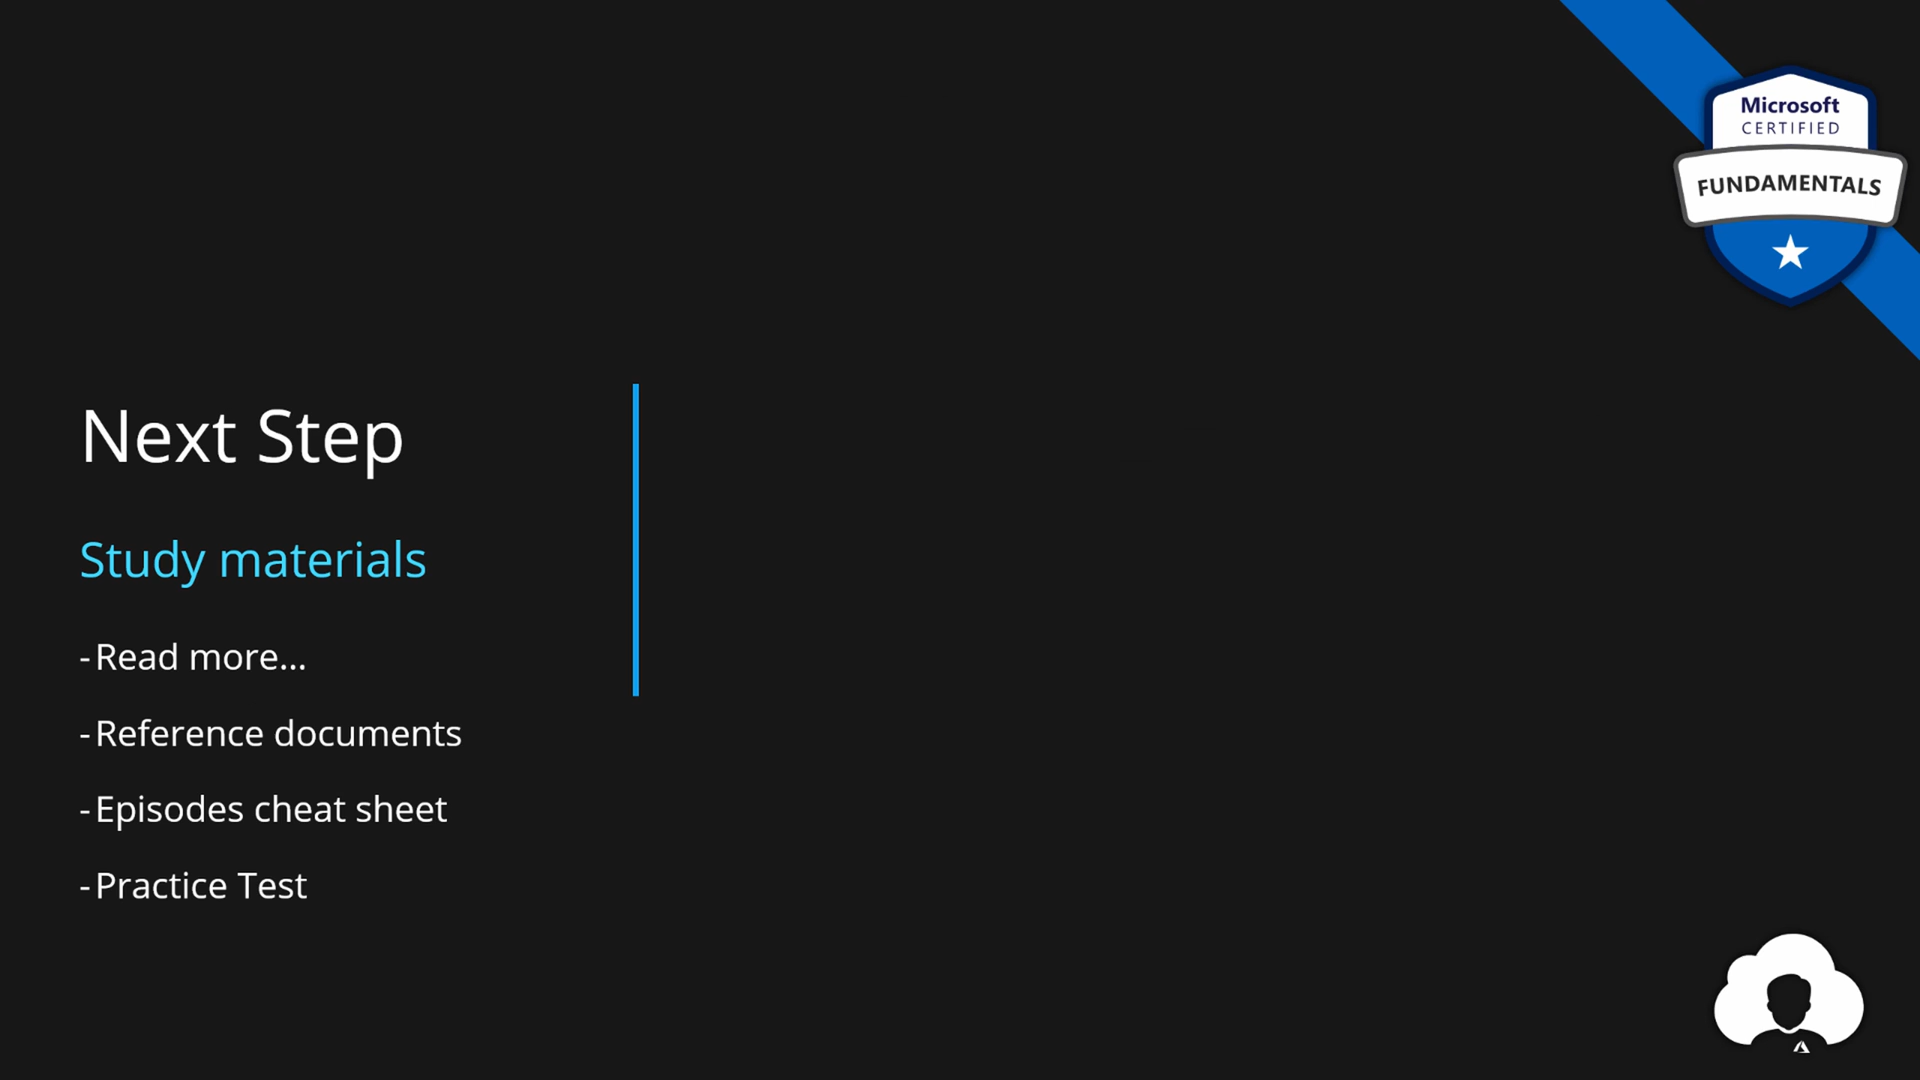 Microsoft
CERTIFIED
FUNDAMENTALS
Next Step
Study materials
-Read more...
-Reference documents
-Episodes cheat sheet
-Practice Test